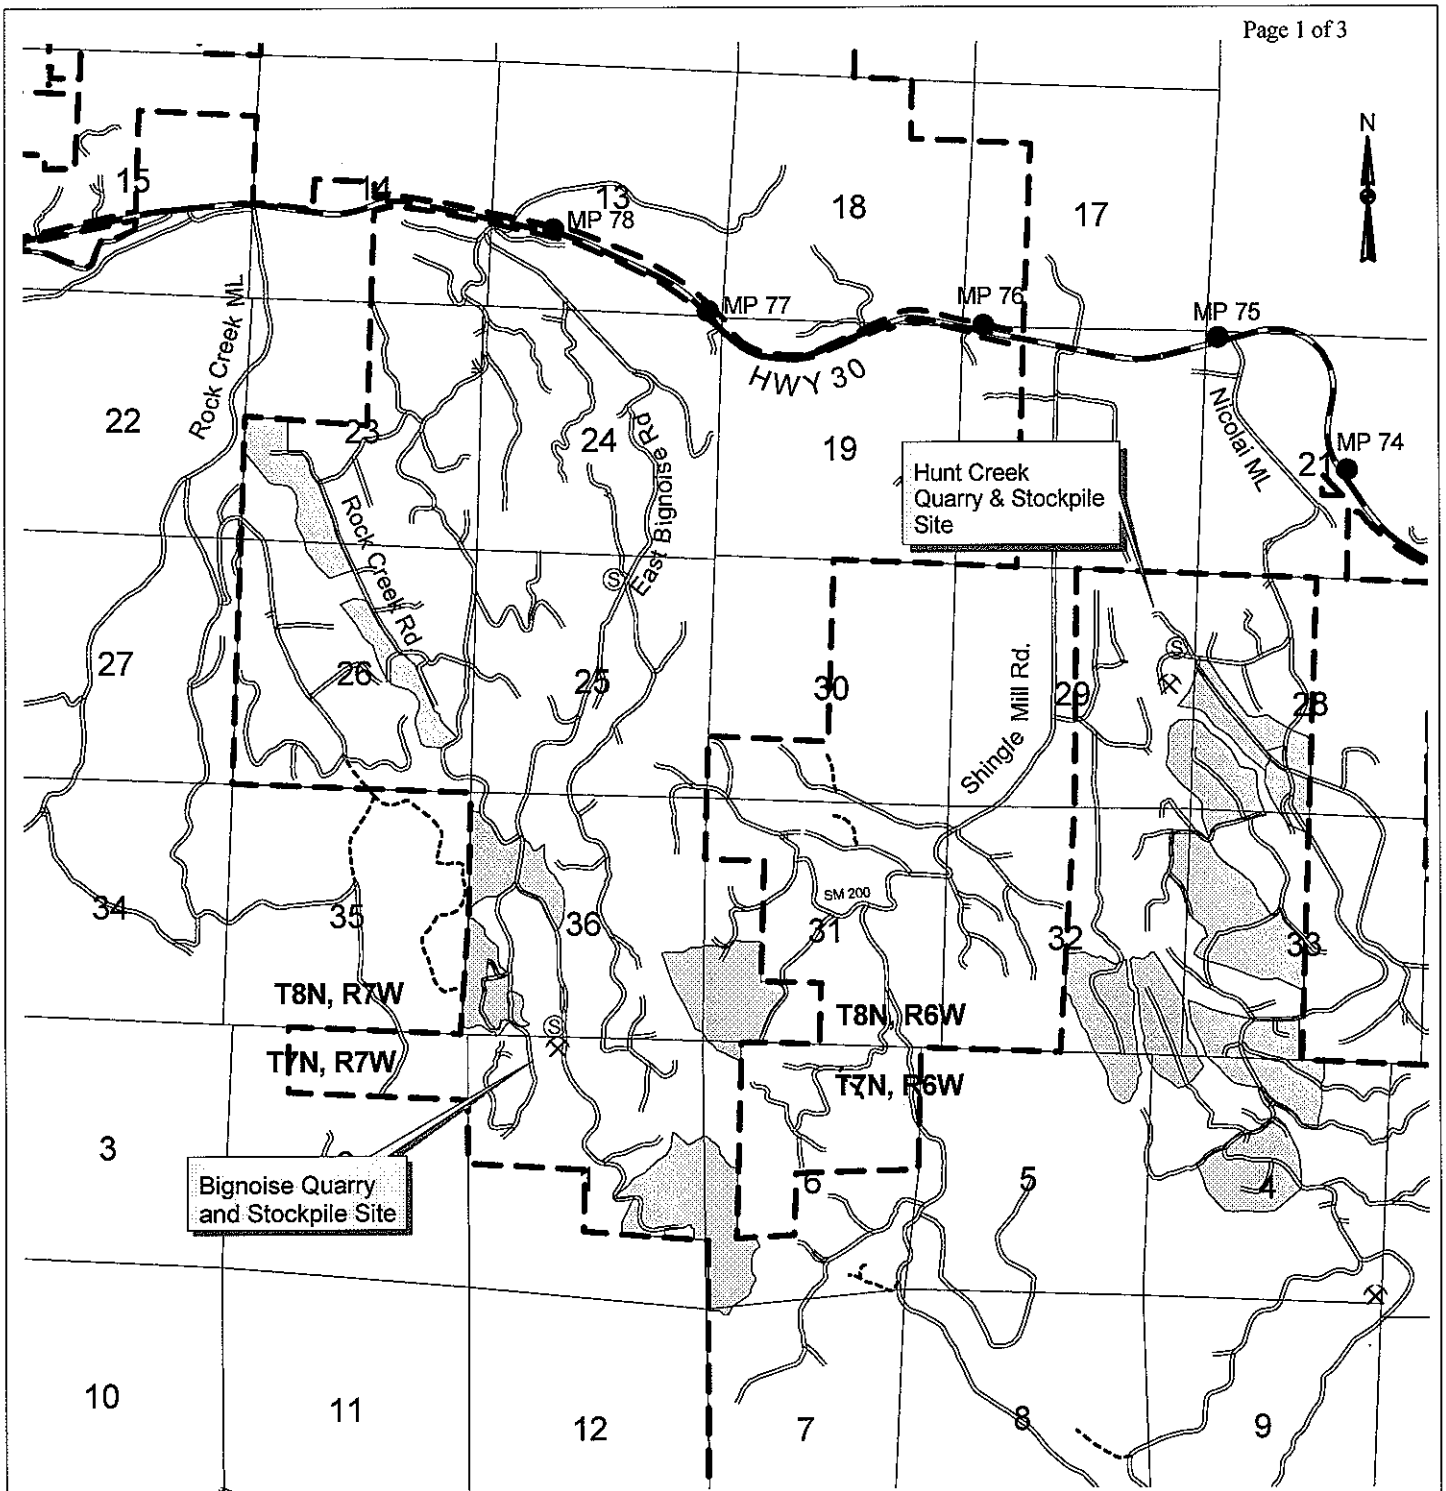 Page 1 of 3
N
15
14
13
18
17
MP 78
MP 77
MP 76
MP 75
HWY 30
Rock Creek ML
22
23
24
East Bignoise Rd
19
Nicolai ML
21
MP 74
Hunt Creek
Quarry & Stockpile
Site
Rock Creek Rd
S
27
26
25
30
Shingle Mill Rd.
29
S
28
34
35
36
SM 200
31
32
33
T8N, R7W
T8N, R6W
S
T7N, R7W
T7N, R6W
3
Bignoise Quarry
and Stockpile Site
6
5
4
10
11
12
7
8
9